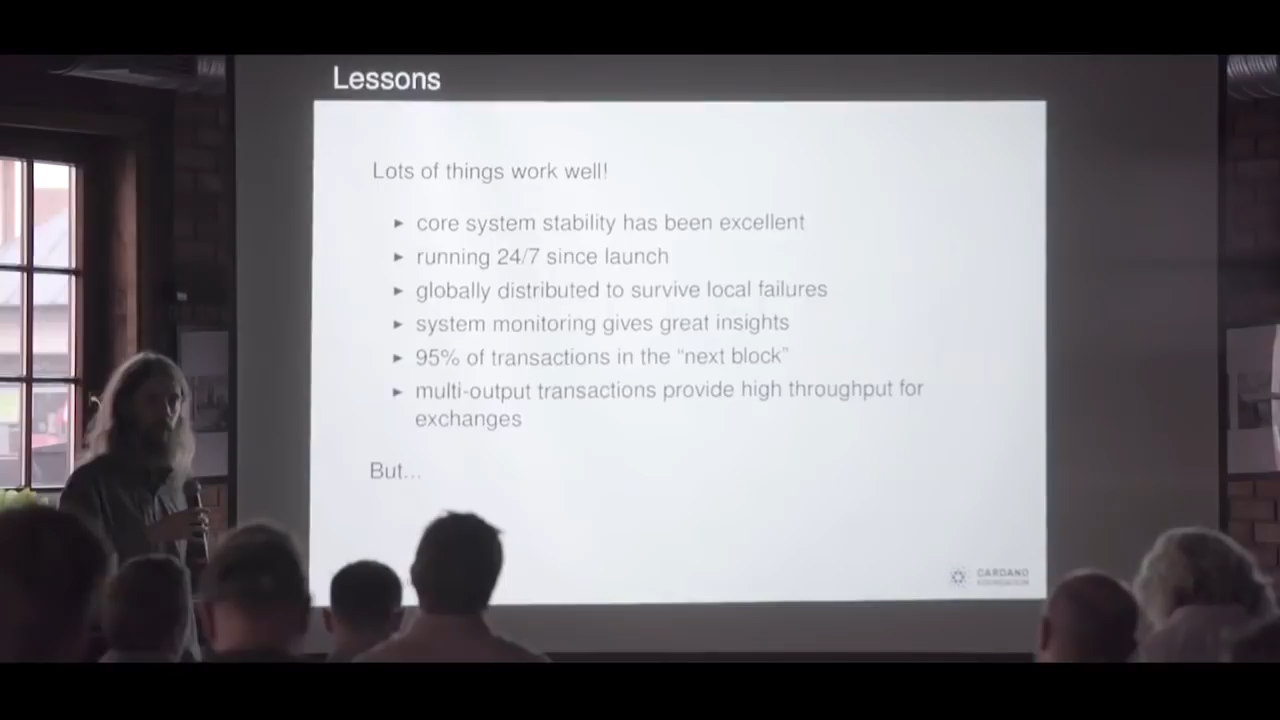 Lessons
Lots of things work well!
► core system stability has been excellent
► running 24/7 since launch
► globally distributed to survive local failures
► system monitoring gives great insights
► 95% of transactions in the “next block”
► multi-output transactions provide high throughput for
exchanges
But...
CARDANO
FOUNDATION